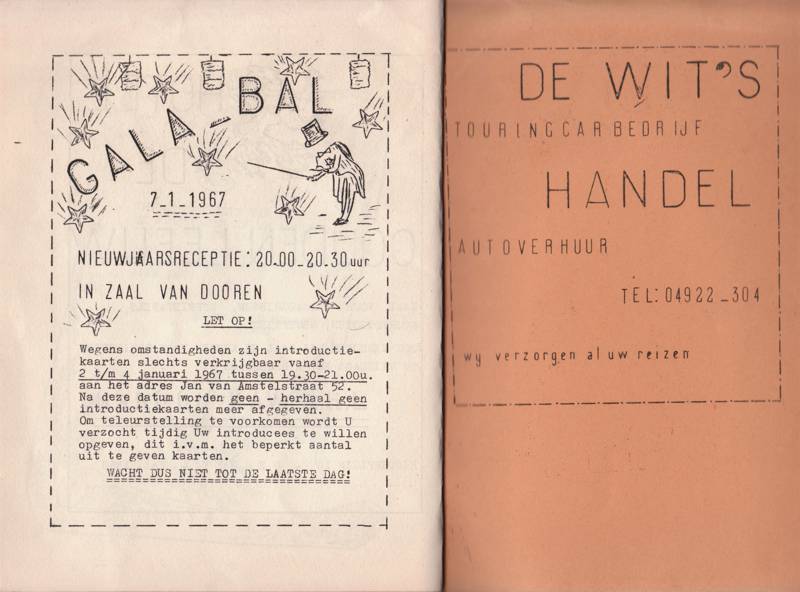 GALA-BAL
7-1-1967
NIEUWJAARSRECEPTIE: 20.00-20.30 uur
IN ZAAL VAN DOOREN
LET OP!
Wegens omstandigheden zijn introductie-
kaarten slechts verkrijgbaar vanaf
2 t/m 4 januari 1967 tussen 19.30-21.00u.
aan het adres Jan van Amstelstraat 52.
Na deze datum worden geen - herhaal geen
introductiekaarten meer afgegeven.
Om teleurstelling te voorkomen wordt U
verzocht tijdig Uw introducees te willen
opgeven, dit i.v.m. het beperkt aantal
uit te geven kaarten.
WACHT DUS NIET TOT DE LAATSTE DAG!
DE WIT'S
TOURINGCARBEDRIJF
HANDEL
AUTOVERHUUR
TEL: 04922-304
wy verzorgen al uw reizen